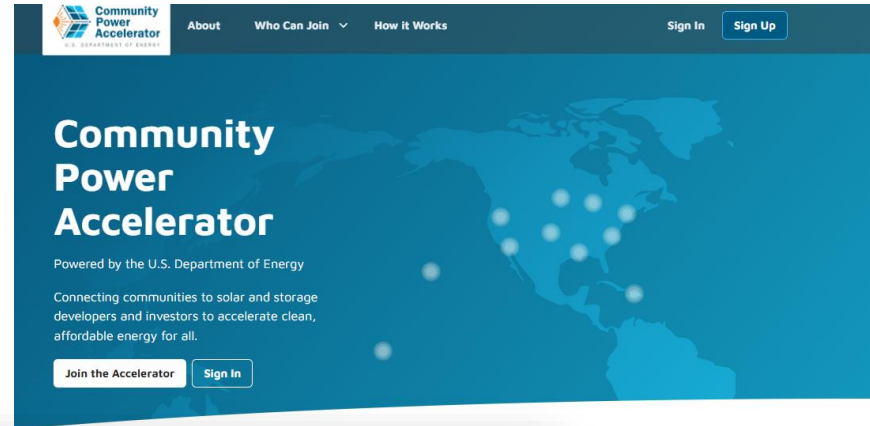 Community
Power
Accelerator
U.S. DEPARTMENT OF ENERGY
About
Who Can Join
How it Works
Sign In
Sign Up
Community
Power
Accelerator
Powered by the U.S. Department of Energy
Connecting communities to solar and storage
developers and investors to accelerate clean,
affordable energy for all.
Join the Accelerator
Sign In